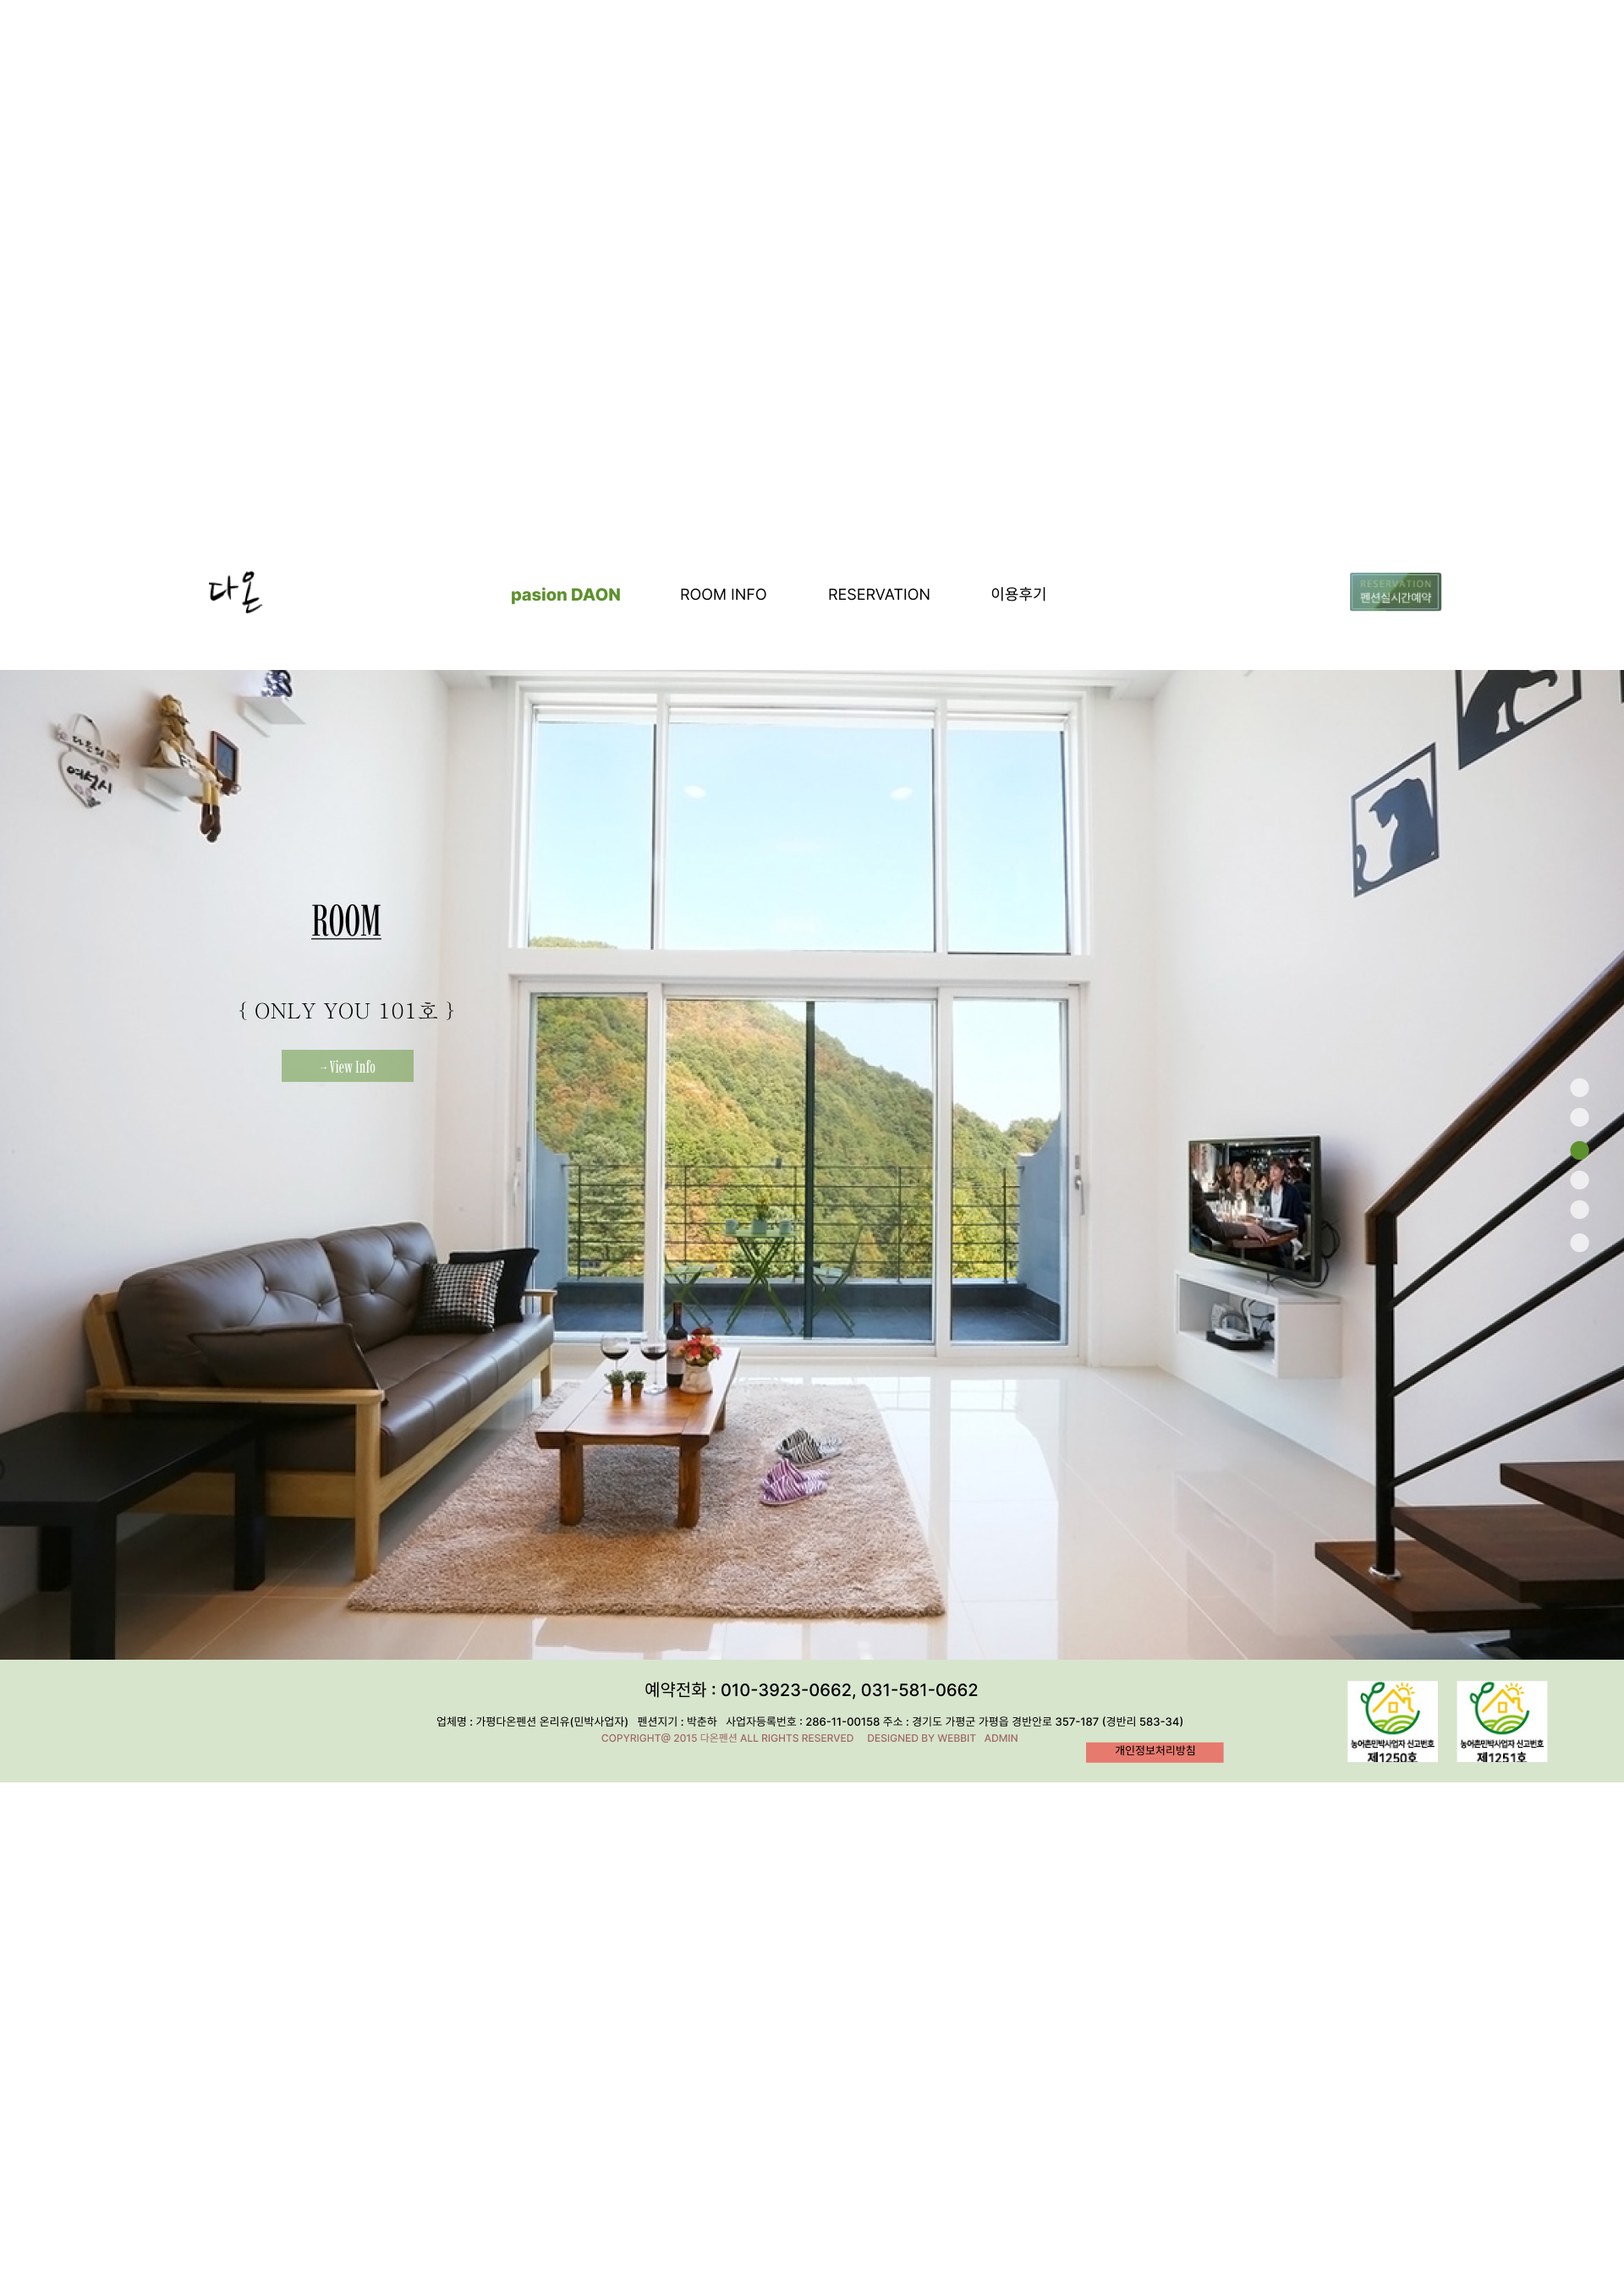 다온
pasion DAON ROOM INFO RESERVATION 이용후기
RESERVATION
펜션실시간예약
다온의
여섯시
ROOM
{ ONLY YOU 101호 }
→View Info
예약전화 : 010-3923-0662, 031-581-0662
업체명 : 가평다온펜션 온리유(민박사업자) 펜션지기 : 박춘하 사업자등록번호 : 286-11-00158 주소 : 경기도 가평군 가평읍 경반안로 357-187 (경반리 583-34)
COPYRIGHT@ 2015 다온펜션 ALL RIGHTS RESERVED DESIGNED BY WEBBIT ADMIN
개인정보처리방침
농어촌민박사업자 신고번호
제1250호
농어촌민박사업자 신고번호
제1251호